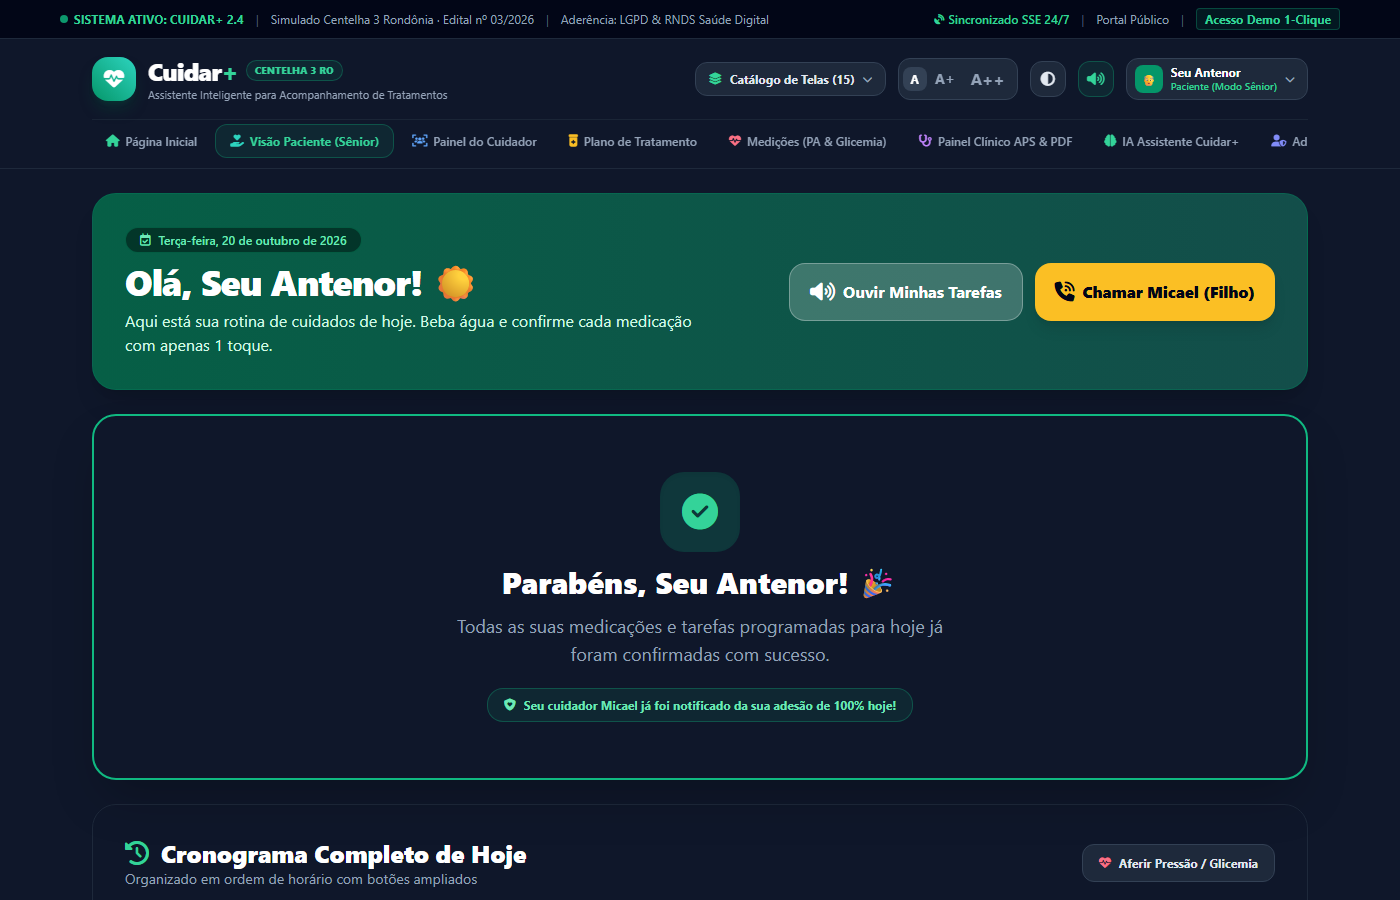 SISTEMA ATIVO: CUIDAR+ 2.4 | Simulado Centelha 3 Rondônia · Edital nº 03/2026 | Aderência: LGPD & RNDS Saúde Digital
Sincronizado SSE 24/7 | Portal Público | Acesso Demo 1-Clique
Cuidar+ CENTELHA 3 RO
Assistente Inteligente para Acompanhamento de Tratamentos
Catálogo de Telas (15)
A A+ A++
Seu Antenor
Paciente (Modo Sênior)
Página Inicial
Visão Paciente (Sênior)
Painel do Cuidador
Plano de Tratamento
Medições (PA & Glicemia)
Painel Clínico APS & PDF
IA Assistente Cuidar+
Ad
Terça-feira, 20 de outubro de 2026
Olá, Seu Antenor!
Aqui está sua rotina de cuidados de hoje. Beba água e confirme cada medicação
com apenas 1 toque.
Ouvir Minhas Tarefas
Chamar Micael (Filho)
Parabéns, Seu Antenor!
Todas as suas medicações e tarefas programadas para hoje já
foram confirmadas com sucesso.
Seu cuidador Micael já foi notificado da sua adesão de 100% hoje!
Cronograma Completo de Hoje
Organizado em ordem de horário com botões ampliados
Aferir Pressão / Glicemia